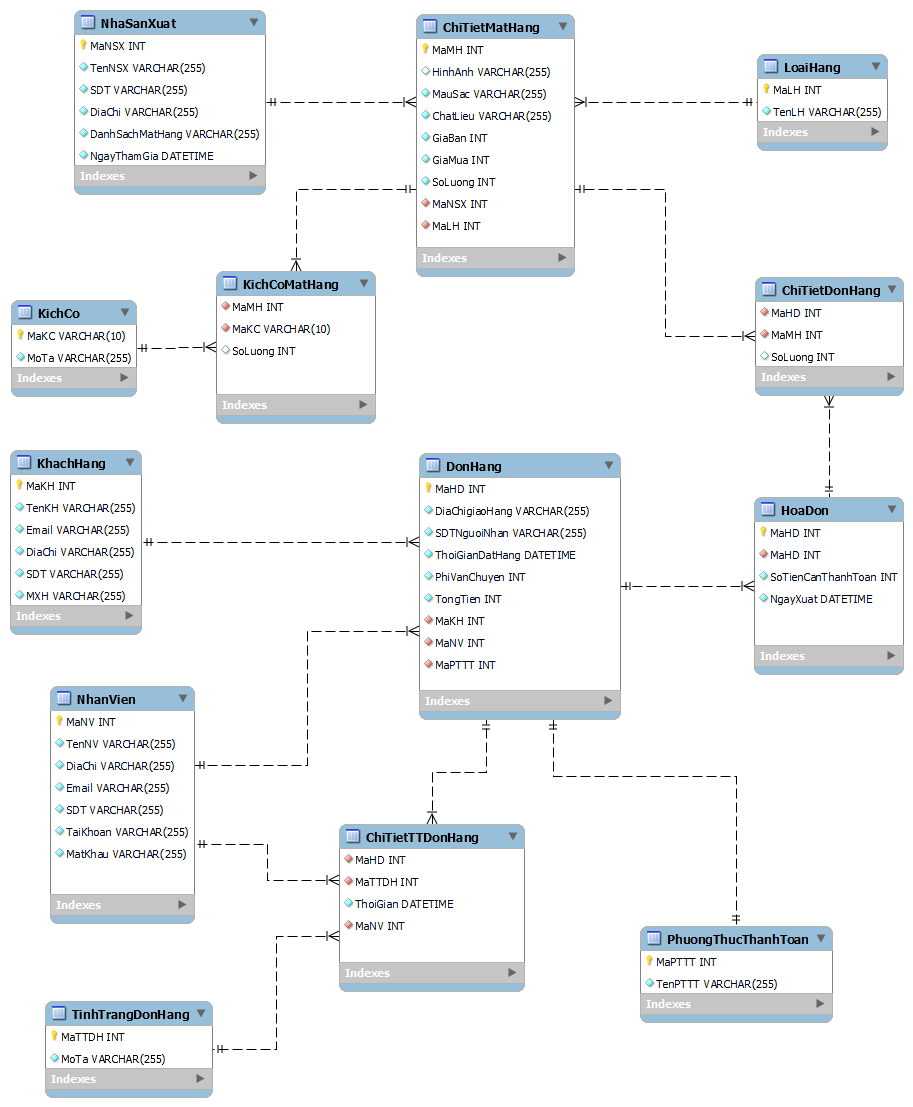 NhaSanXuat
MaNSX INT
TenNSX VARCHAR(255)
SDT VARCHAR(255)
DiaChi VARCHAR(255)
DanhSachMatHang VARCHAR(255)
NgayThamGia DATETIME
Indexes
ChiTietMatHang
MaMH INT
HinhAnh VARCHAR(255)
MauSac VARCHAR(255)
ChatLieu VARCHAR(255)
GiaBan INT
GiaMua INT
SoLuong INT
MaNSX INT
MaLH INT
Indexes
LoaiHang
MaLH INT
TenLH VARCHAR(255)
Indexes
KichCo
MaKC VARCHAR(10)
MoTa VARCHAR(255)
Indexes
KichCoMatHang
MaMH INT
MaKC VARCHAR(10)
SoLuong INT
Indexes
ChiTietDonHang
MaHD INT
MaMH INT
SoLuong INT
Indexes
KhachHang
MaKH INT
TenKH VARCHAR(255)
Email VARCHAR(255)
DiaChi VARCHAR(255)
SDT VARCHAR(255)
MXH VARCHAR(255)
Indexes
DonHang
MaHD INT
DiaChigiaoHang VARCHAR(255)
SDTNguoiNhan VARCHAR(255)
ThoiGianDatHang DATETIME
PhiVanChuyen INT
TongTien INT
MaKH INT
MaNV INT
MaPTTT INT
Indexes
HoaDon
MaHD INT
MaHD INT
SoTienCanThanhToan INT
NgayXuat DATETIME
Indexes
NhanVien
MaNV INT
TenNV VARCHAR(255)
DiaChi VARCHAR(255)
Email VARCHAR(255)
SDT VARCHAR(255)
TaiKhoan VARCHAR(255)
MatKhau VARCHAR(255)
Indexes
ChiTietTTDonHang
MaHD INT
MaTTDH INT
ThoiGian DATETIME
MaNV INT
Indexes
PhuongThucThanhToan
MaPTTT INT
TenPTTT VARCHAR(255)
Indexes
TinhTrangDonHang
MaTTDH INT
MoTa VARCHAR(255)
Indexes